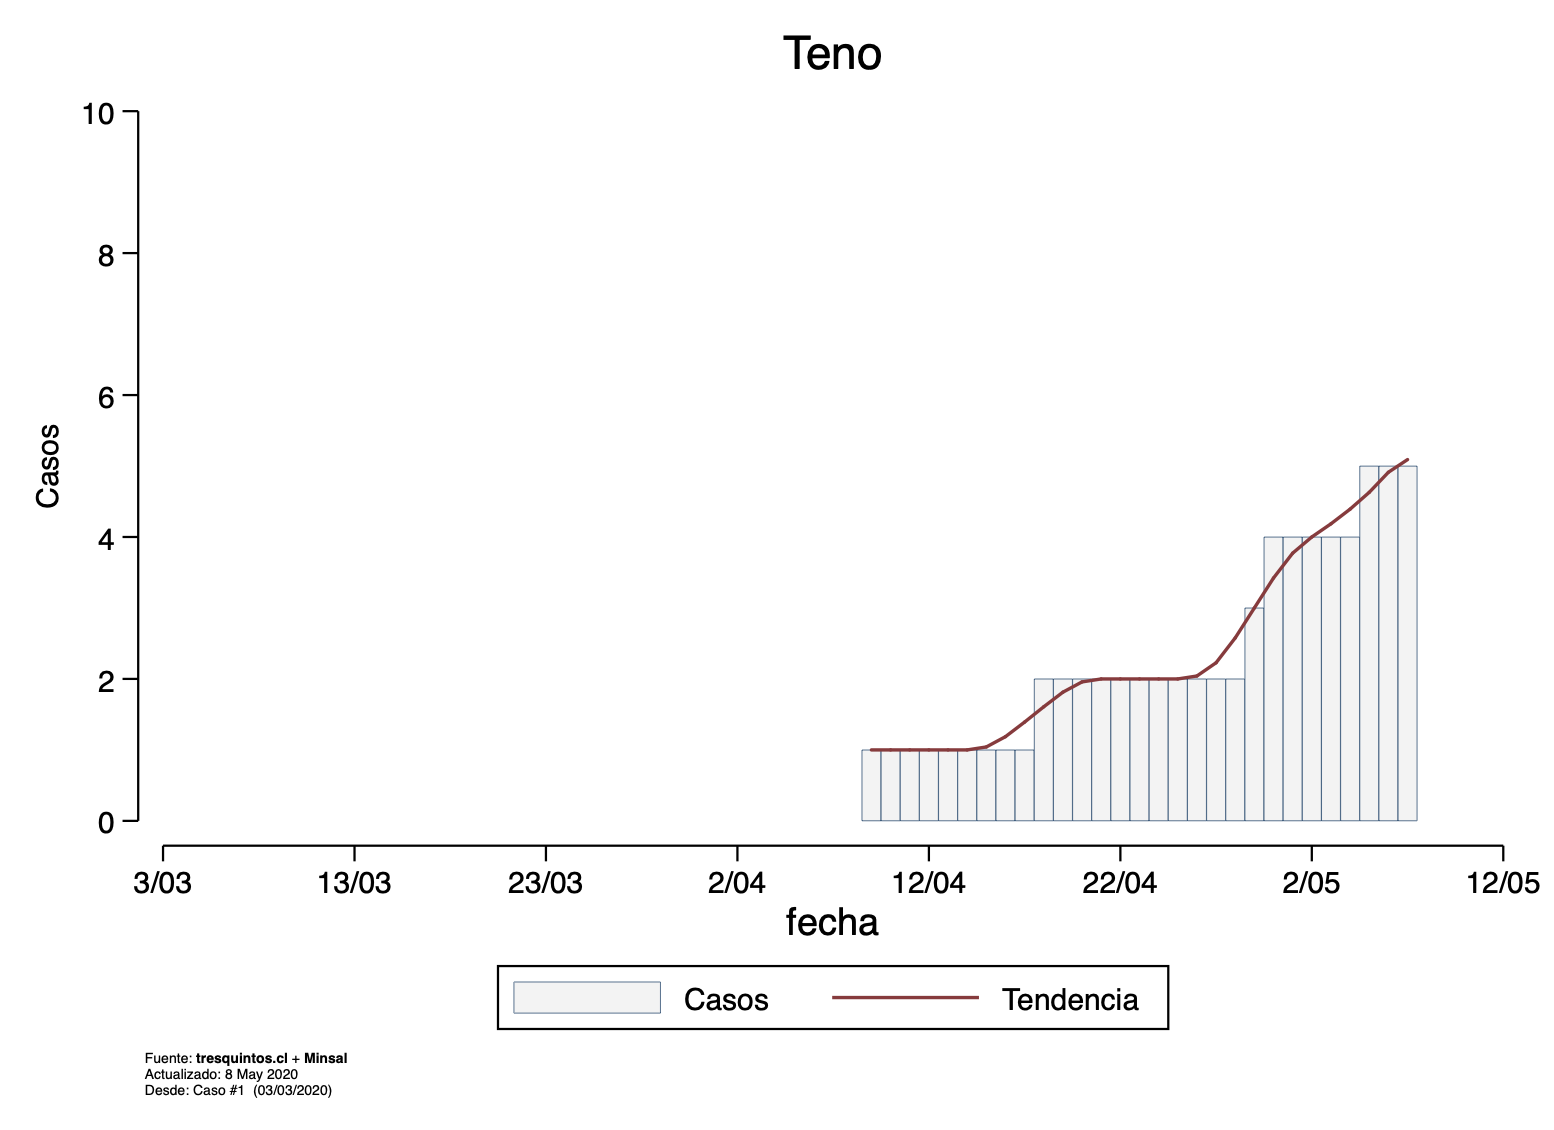 Teno
10
8
6
4
2
0
Casos
3/03 13/03 23/03 2/04 12/04 22/04 2/05 12/05
fecha
Casos Tendencia
Fuente: tresquintos.cl + Minsal
Actualizado: 8 May 2020
Desde: Caso #1 (03/03/2020)